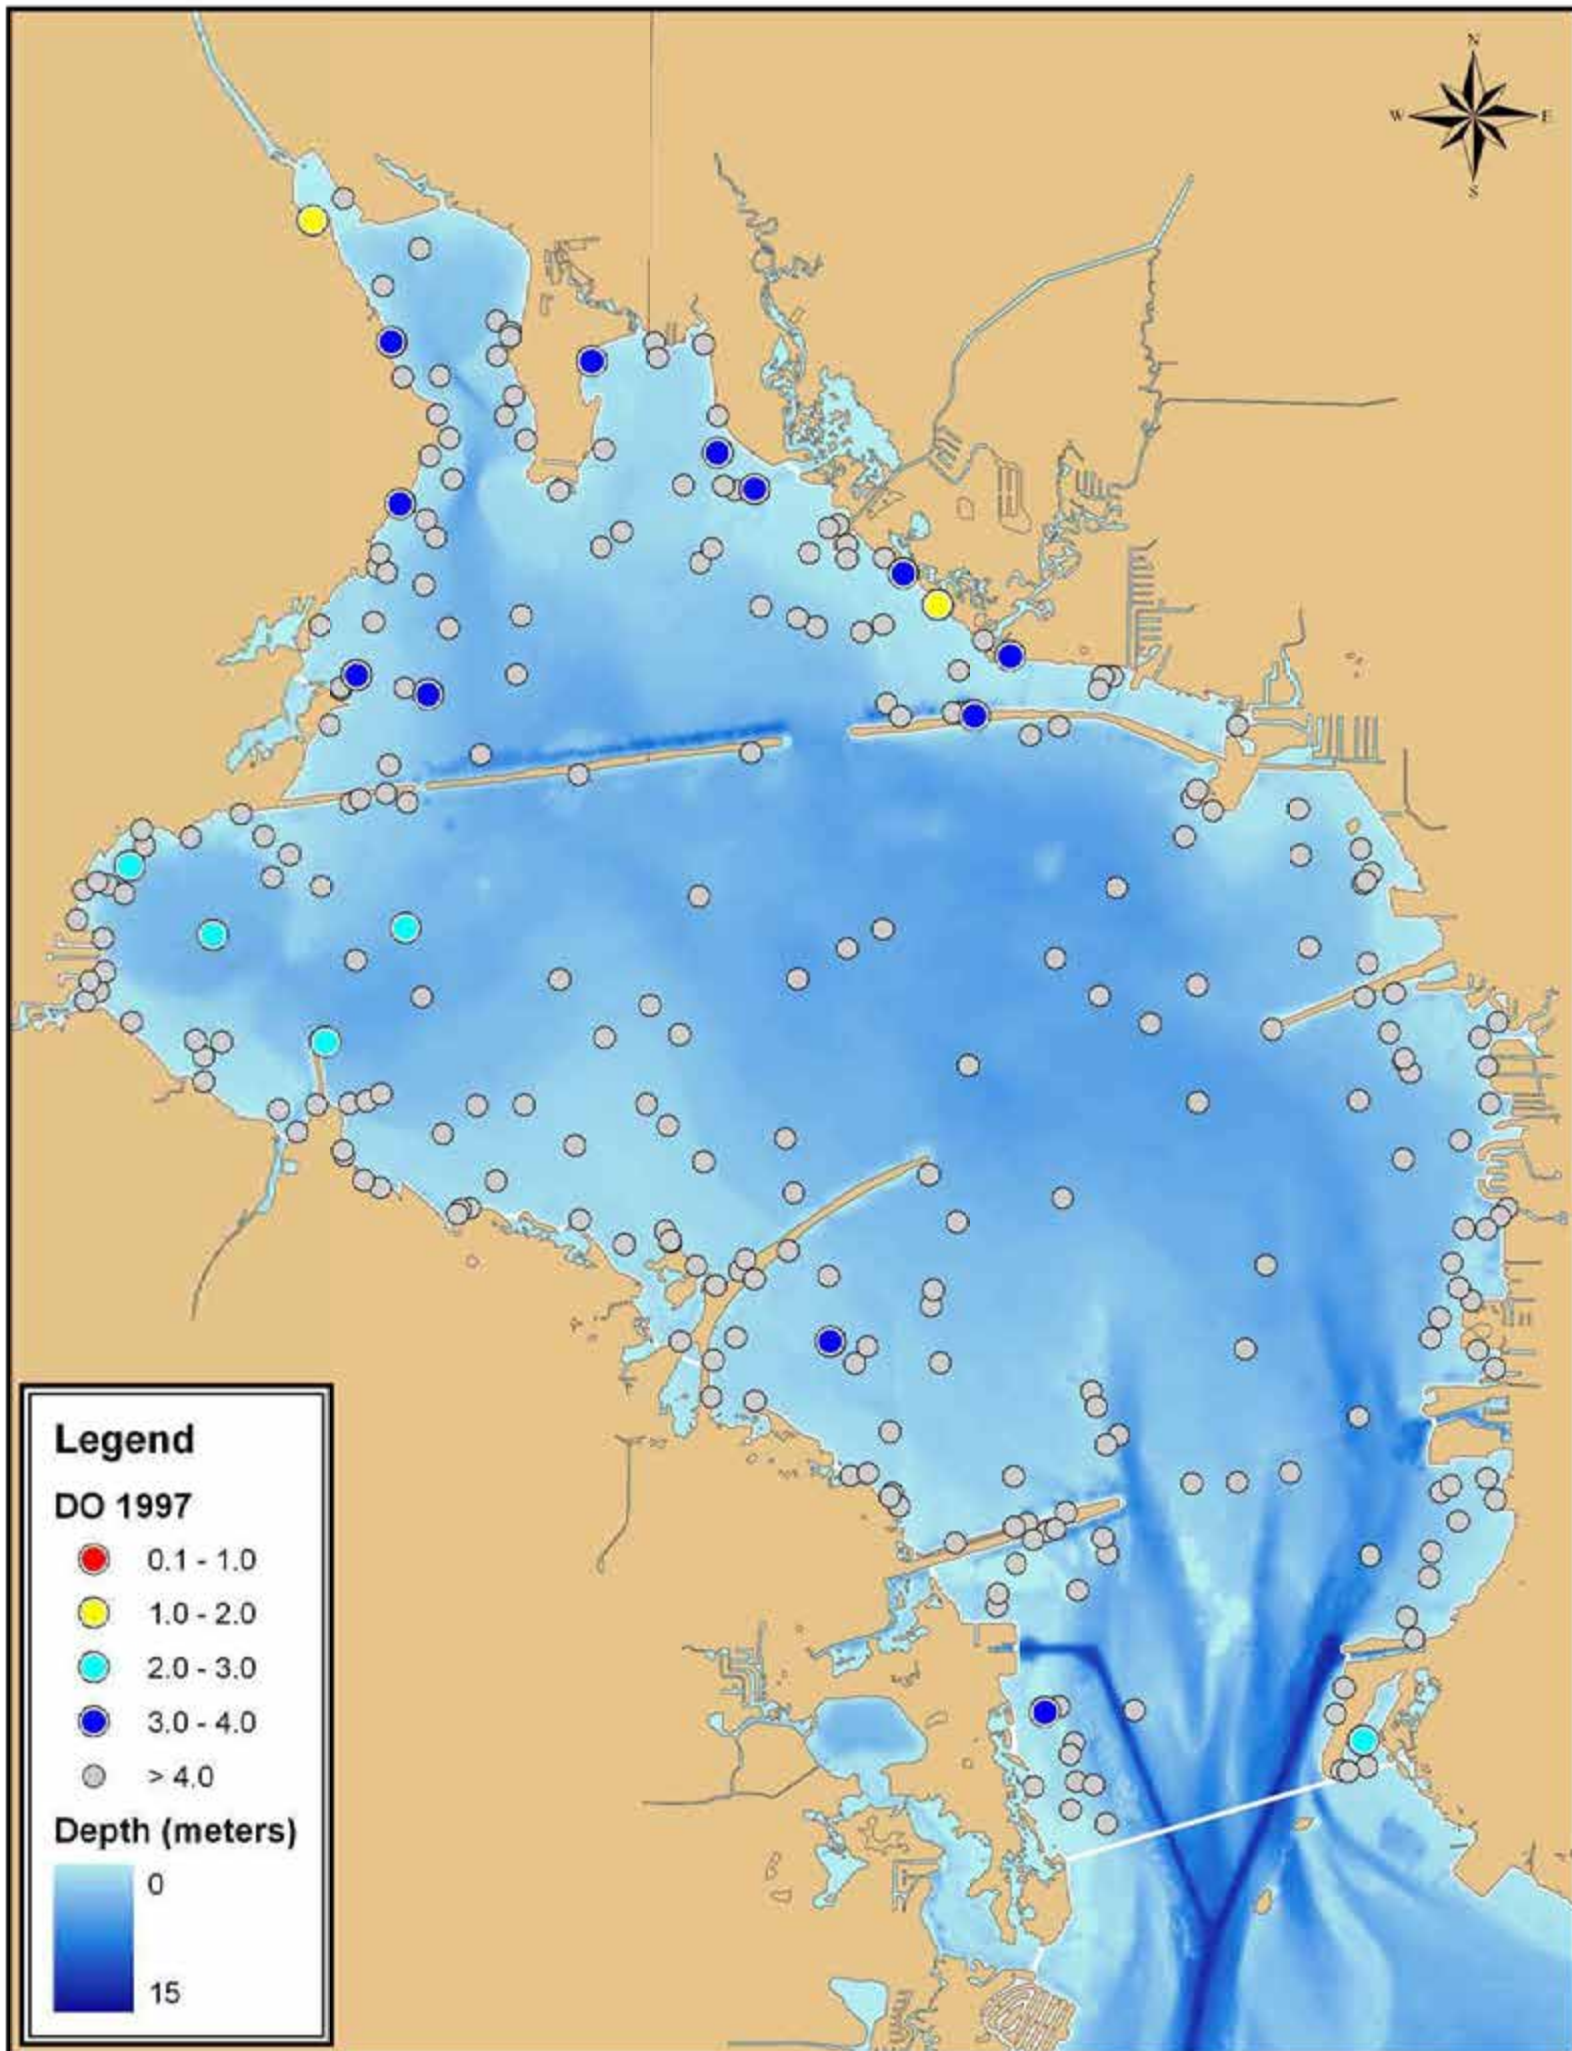 N
W E
S
Legend
DO 1997
0.1 - 1.0
1.0 - 2.0
2.0 - 3.0
3.0 - 4.0
> 4.0
Depth (meters)
0
15